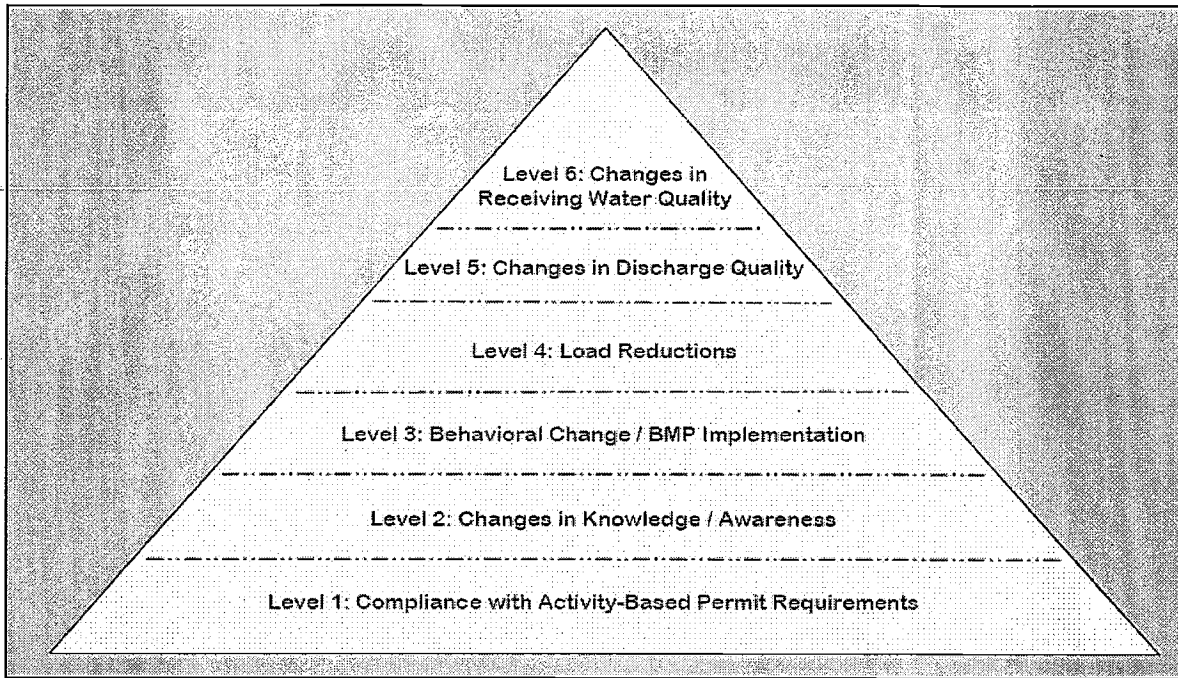 Level 6: Changes in
Receiving Water Quality
Level 5: Changes in Discharge Quality
Level 4: Load Reductions
Level 3: Behavioral Change / BMP Implementation
Level 2: Changes in Knowledge / Awareness
Level 1: Compliance with Activity-Based Permit Requirements